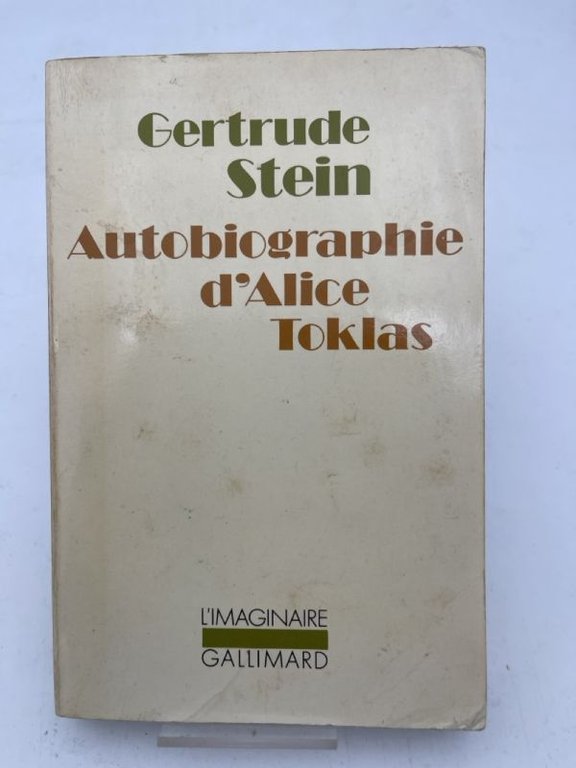 Gertrude
Stein
Autobiographie
d'Alice
Toklas
L'IMAGINAIRE
GALLIMARD